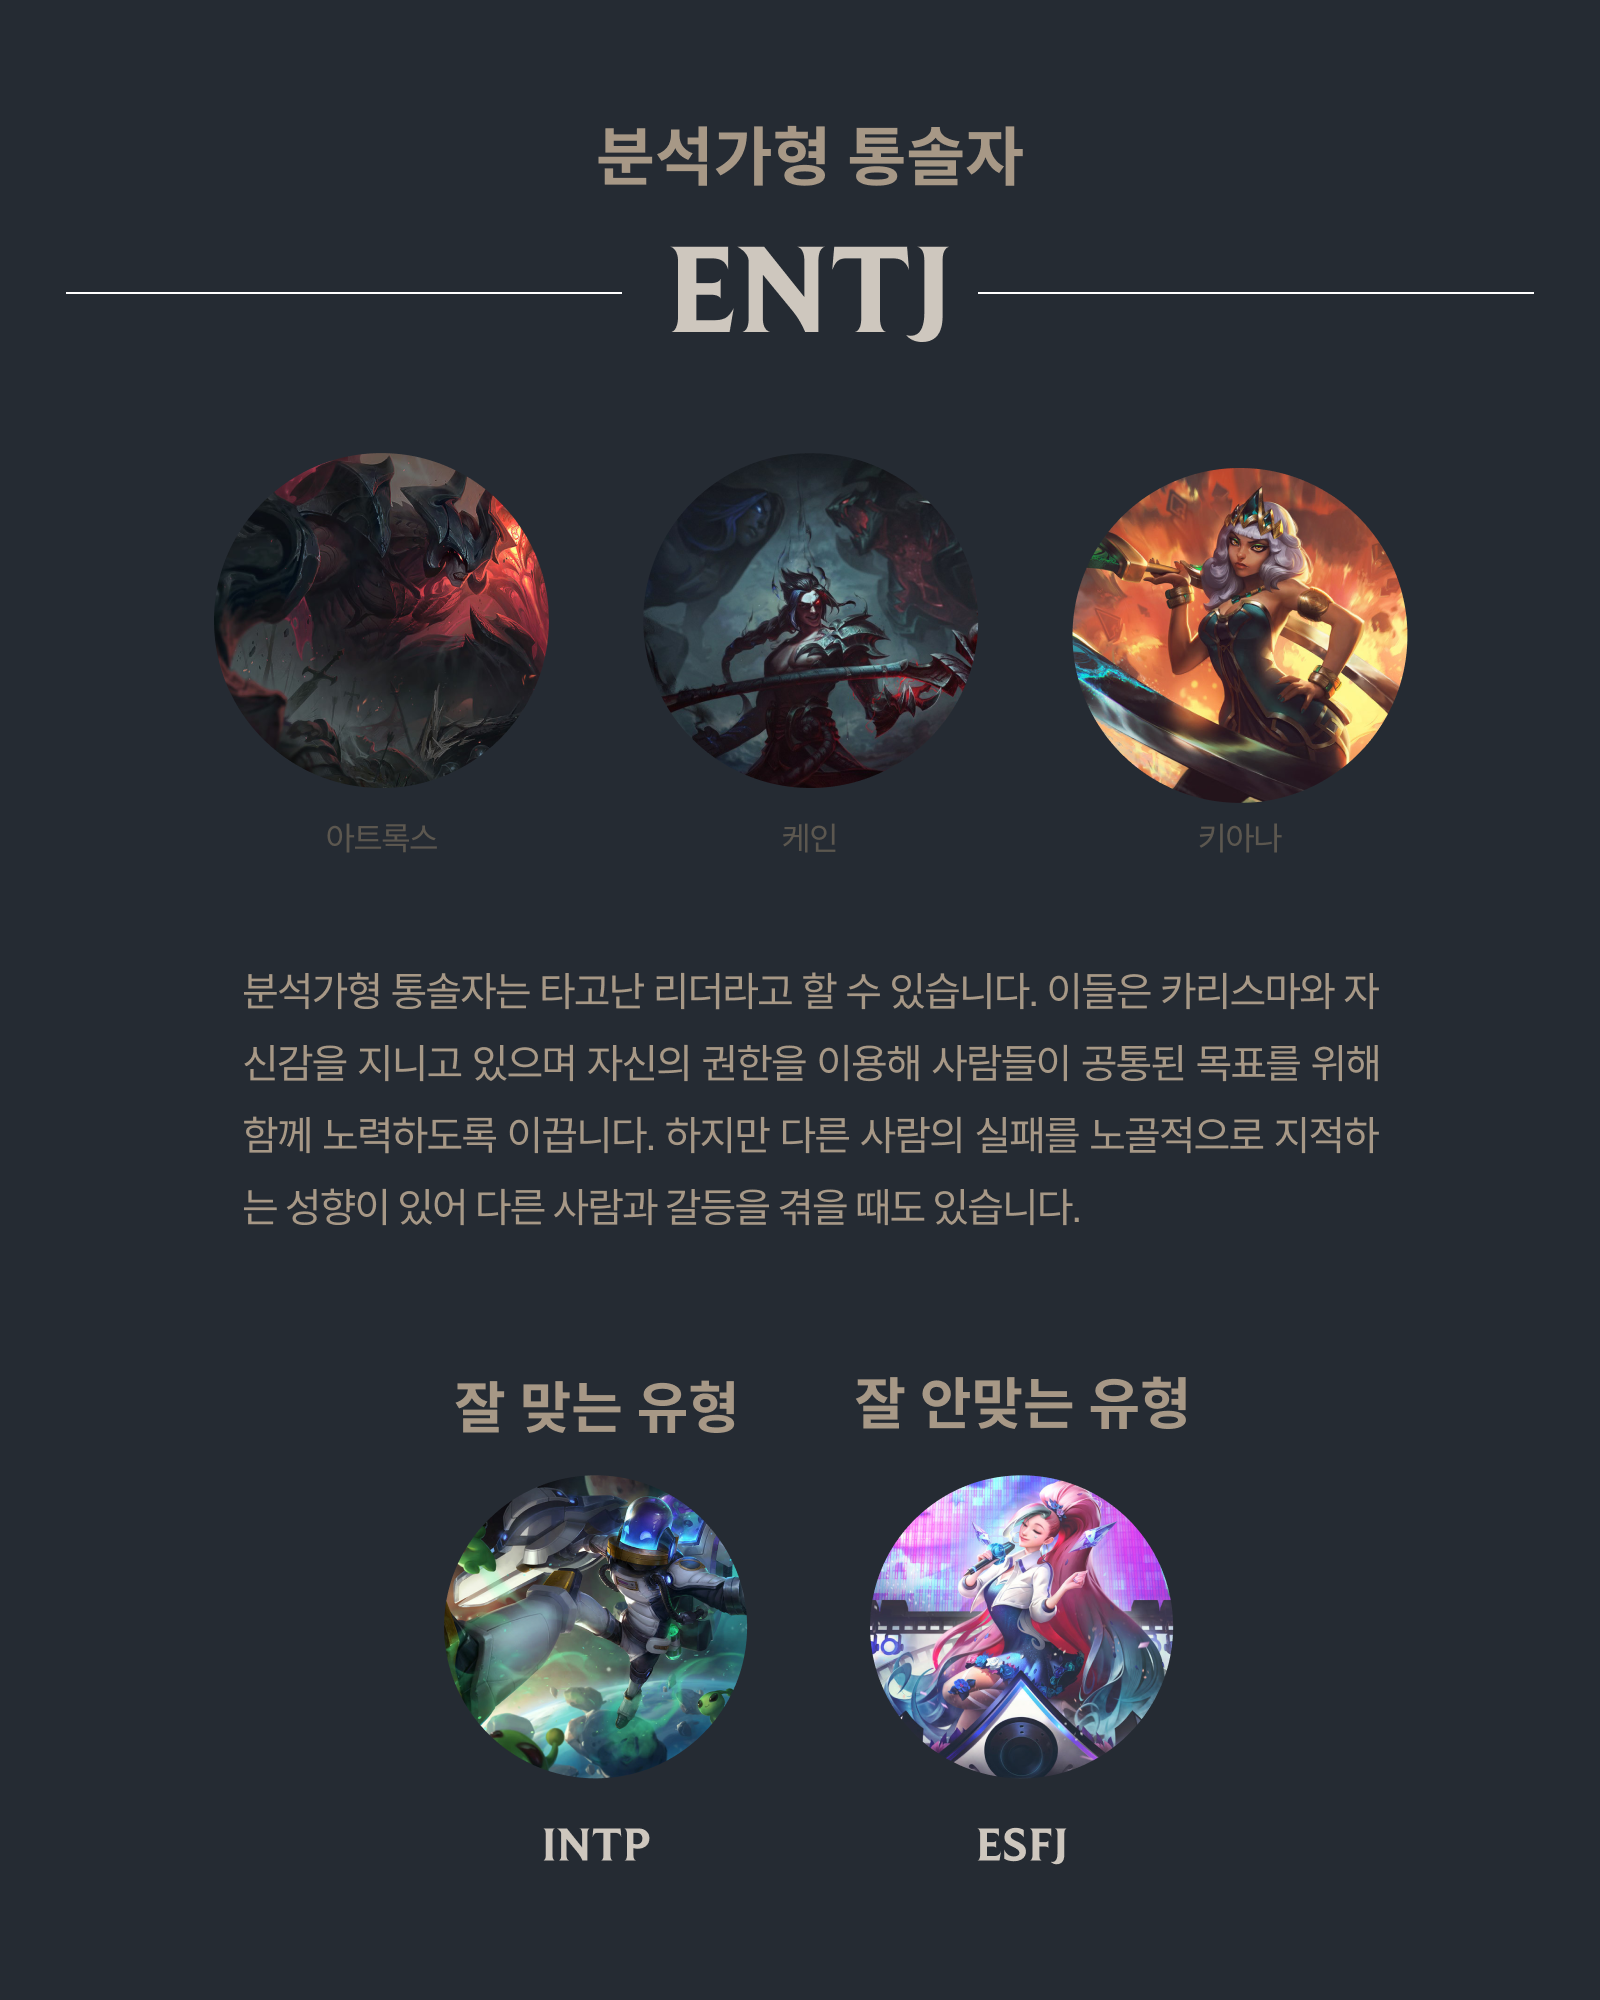 분석가형 통솔자
ENTJ
아트록스
케인
키아나
분석가형 통솔자는 타고난 리더라고 할 수 있습니다. 이들은 카리스마와 자
신감을 지니고 있으며 자신의 권한을 이용해 사람들이 공통된 목표를 위해
함께 노력하도록 이끕니다. 하지만 다른 사람의 실패를 노골적으로 지적하
는 성향이 있어 다른 사람과 갈등을 겪을 때도 있습니다.
잘 맞는 유형
잘 안맞는 유형
INTP
ESFJ